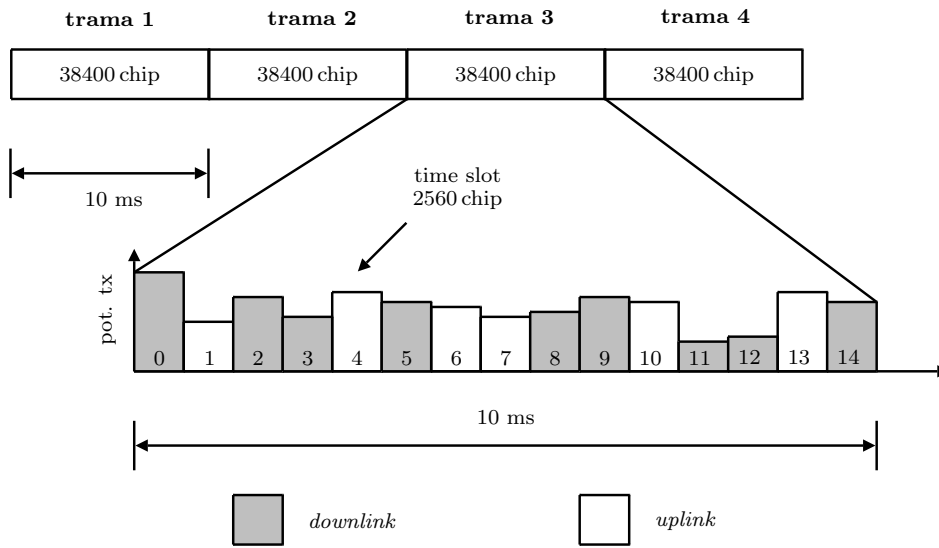 trama 1 trama 2 trama 3 trama 4
38400 chip 38400 chip 38400 chip 38400 chip
10 ms
time slot
2560 chip
pot. tx
0 1 2 3 4 5 6 7 8 9 10 11 12 13 14
10 ms
downlink uplink